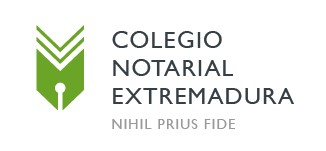 COLEGIO
NOTARIAL
EXTREMADURA
NIHIL PRIUS FIDE